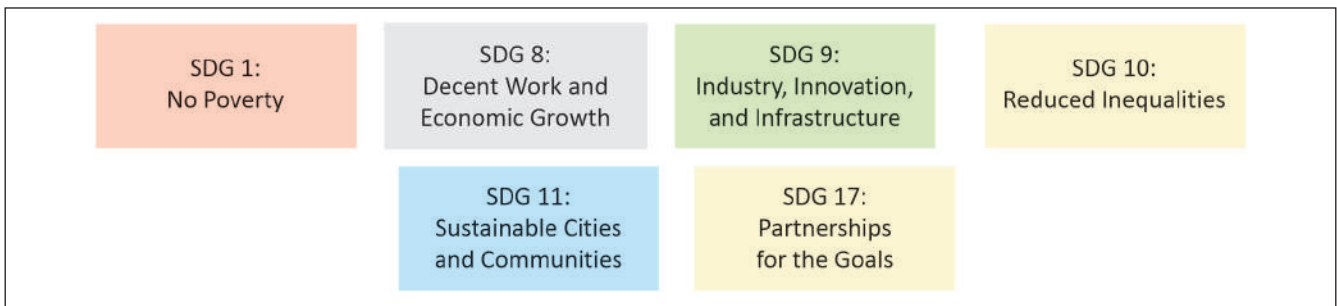 SDG 1:
No Poverty
SDG 8:
Decent Work and
Economic Growth
SDG 9:
Industry, Innovation,
and Infrastructure
SDG 10:
Reduced Inequalities
SDG 11:
Sustainable Cities
and Communities
SDG 17:
Partnerships
for the Goals